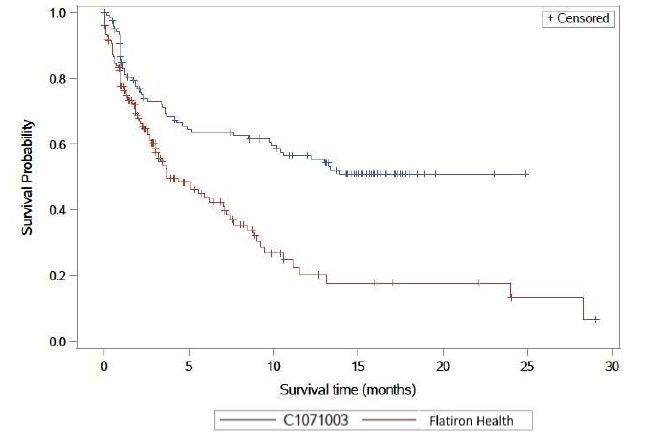 + Censored
1.0
0.8
0.6
0.4
0.2
0.0
Survival Probability
0 5 10 15 20 25 30
Survival time (months)
C1071003 Flatiron Health